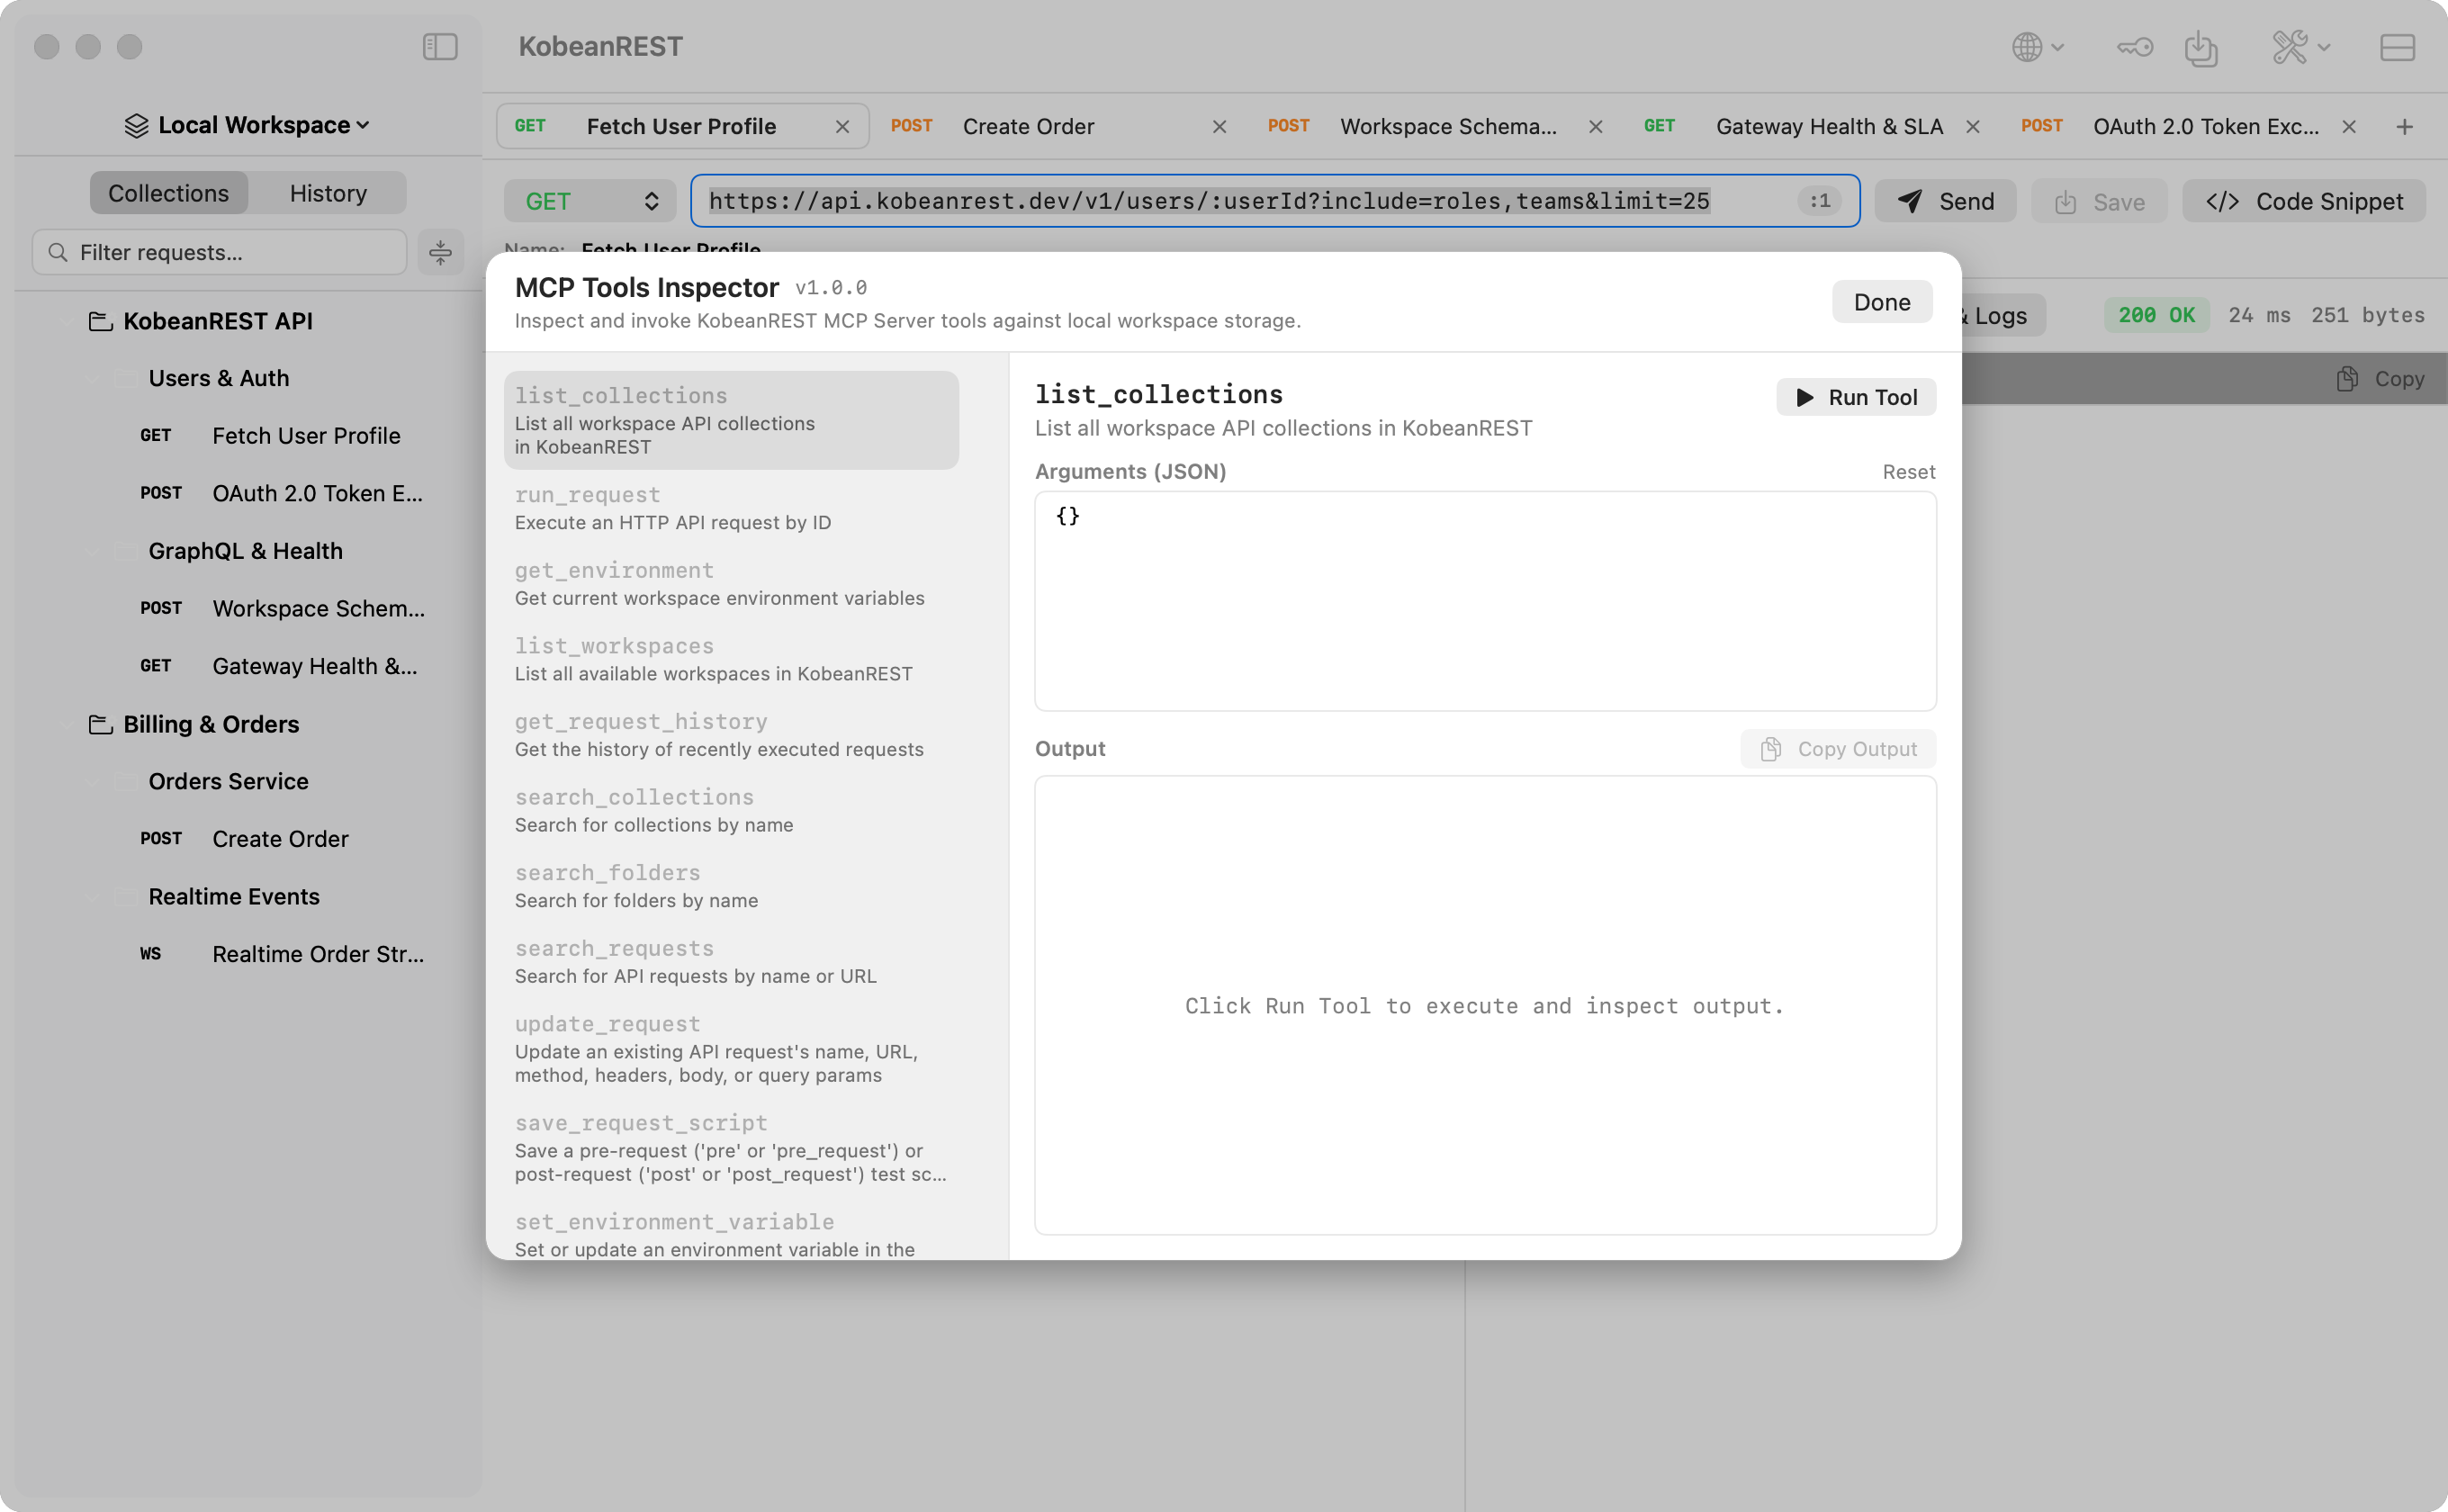 KobeanREST
Local Workspace
Collections
History
Filter requests...
KobeanREST API
Users & Auth
GET Fetch User Profile
POST OAuth 2.0 Token E...
GraphQL & Health
POST Workspace Schem...
GET Gateway Health &...
Billing & Orders
Orders Service
POST Create Order
Realtime Events
WS Realtime Order Str...
GET Fetch User Profile
POST Create Order
POST Workspace Schema...
GET Gateway Health & SLA
POST OAuth 2.0 Token Exc...
GET
https://api.kobeanrest.dev/v1/users/:userId?include=roles,teams&limit=25
:1
Send
Save
</> Code Snippet
Name: Fetch User Profile
& Logs
200 OK 24 ms 251 bytes
Copy
MCP Tools Inspector v1.0.0
Inspect and invoke KobeanREST MCP Server tools against local workspace storage.
Done
list_collections
List all workspace API collections
in KobeanREST
run_request
Execute an HTTP API request by ID
get_environment
Get current workspace environment variables
list_workspaces
List all available workspaces in KobeanREST
get_request_history
Get the history of recently executed requests
search_collections
Search for collections by name
search_folders
Search for folders by name
search_requests
Search for API requests by name or URL
update_request
Update an existing API request's name, URL,
method, headers, body, or query params
save_request_script
Save a pre-request ('pre' or 'pre_request') or
post-request ('post' or 'post_request') test sc...
set_environment_variable
Set or update an environment variable in the
list_collections
Run Tool
List all workspace API collections in KobeanREST
Arguments (JSON)
Reset
{}
Output
Copy Output
Click Run Tool to execute and inspect output.